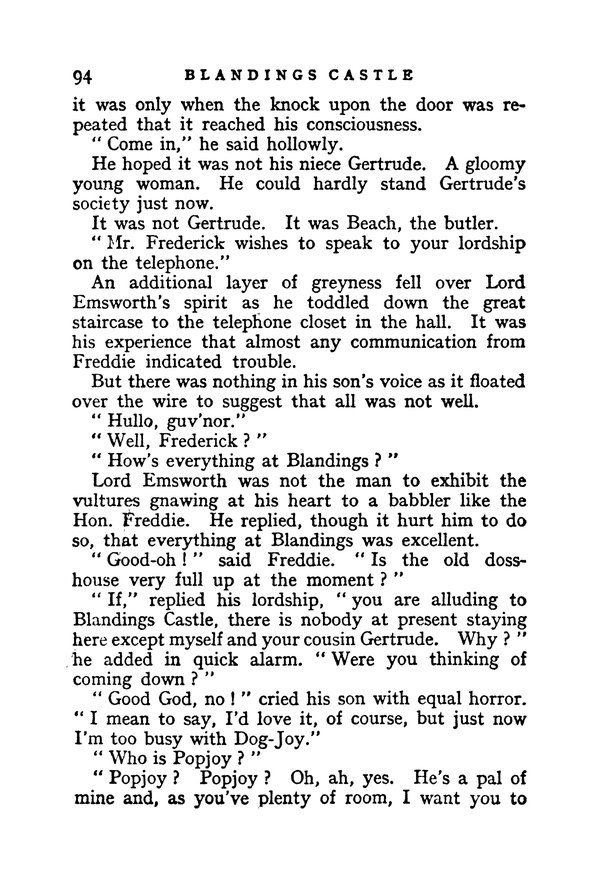 94 BLANDINGS CASTLE
it was only when the knock upon the door was re-
peated that it reached his consciousness.
" Come in," he said hollowly.
He hoped it was not his niece Gertrude. A gloomy
young woman. He could hardly stand Gertrude's
society just now.
It was not Gertrude. It was Beach, the butler.
" Mr. Frederick wishes to speak to your lordship
on the telephone."
An additional layer of greyness fell over Lord
Emsworth's spirit as he toddled down the great
staircase to the telephone closet in the hall. It was
his experience that almost any communication from
Freddie indicated trouble.
But there was nothing in his son's voice as it floated
over the wire to suggest that all was not well.
" Hullo, guv'nor."
" Well, Frederick ? "
" How's everything at Blandings ? "
Lord Emsworth was not the man to exhibit the
vultures gnawing at his heart to a babbler like the
Hon. Freddie. He replied, though it hurt him to do
so, that everything at Blandings was excellent.
" Good-oh ! " said Freddie. " Is the old doss-
house very full up at the moment ? "
" If," replied his lordship, " you are alluding to
Blandings Castle, there is nobody at present staying
here except myself and your cousin Gertrude. Why ? "
he added in quick alarm. " Were you thinking of
coming down ? "
" Good God, no ! " cried his son with equal horror.
" I mean to say, I'd love it, of course, but just now
I'm too busy with Dog-Joy."
" Who is Popjoy ? "
" Popjoy ? Popjoy ? Oh, ah, yes. He's a pal of
mine and, as you've plenty of room, I want you to